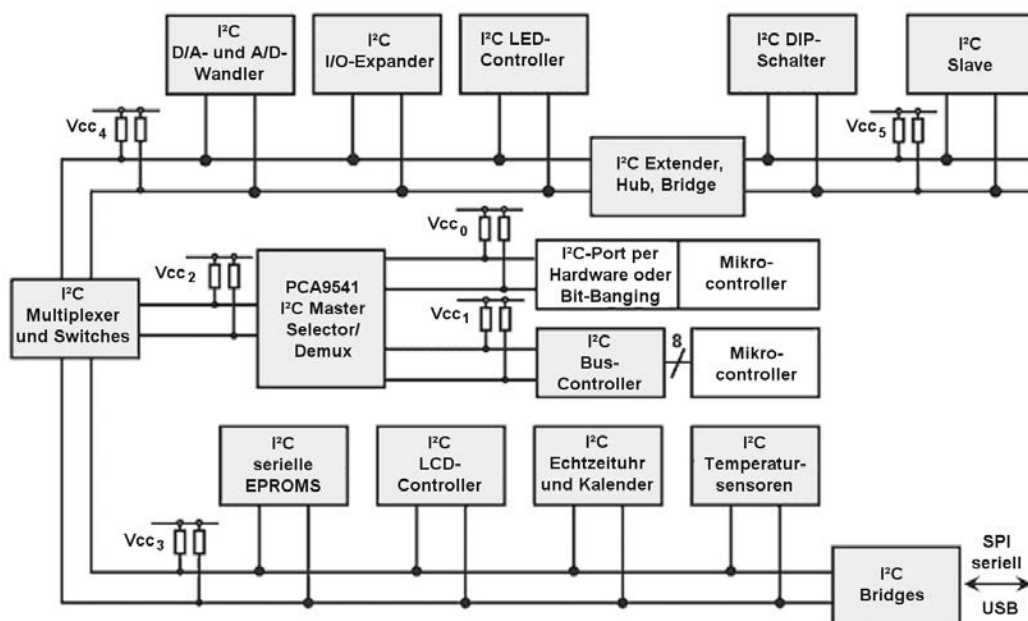 I²C
D/A- und A/D-
Wandler
I²C
I/O-Expander
I²C LED-
Controller
I²C DIP-
Schalter
I²C
Slave
Vcc4
Vcc5
I²C Extender,
Hub, Bridge
Vcc0
I²C-Port per
Hardware oder
Bit-Banging
Mikro-
controller
Vcc2
PCA9541
I²C Master
Selector/
Demux
I²C
Multiplexer
und Switches
Vcc1
I²C
Bus-
Controller
8
Mikro-
controller
I²C
serielle
EPROMS
I²C
LCD-
Controller
I²C
Echtzeituhr
und Kalender
I²C
Temperatur-
sensoren
Vcc3
I²C
Bridges
SPI
seriell
USB